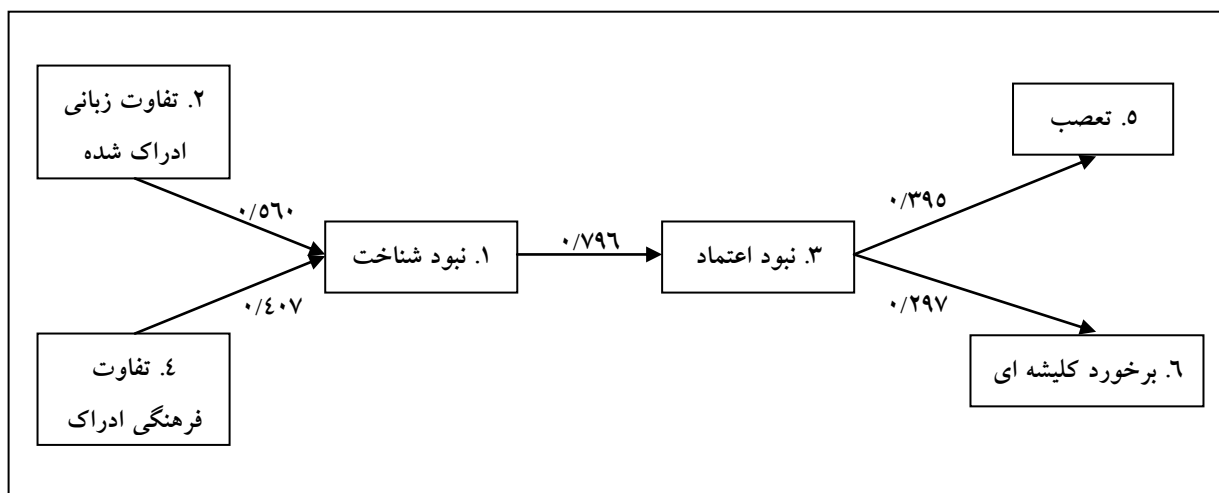 ۲. تفاوت زبانی
ادراک شده
۰/۵۶۰
۴. تفاوت
فرهنگی ادراک
۰/۴۰۷
۱. نبود شناخت
۰/۷۹۶
۳. نبود اعتماد
۰/۳۹۵
۵. تعصب
۰/۲۹۷
۶. برخورد کلیشه ای